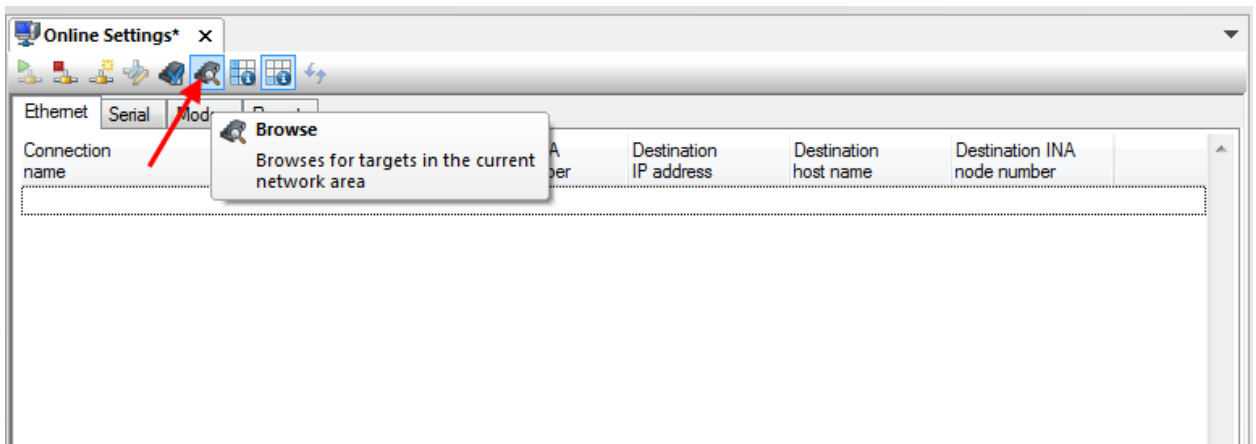 Online Settings*
Ethernet Serial
Browse
Browses for targets in the current
network area
Connection
name
Destination
IP address
Destination
host name
Destination INA
node number